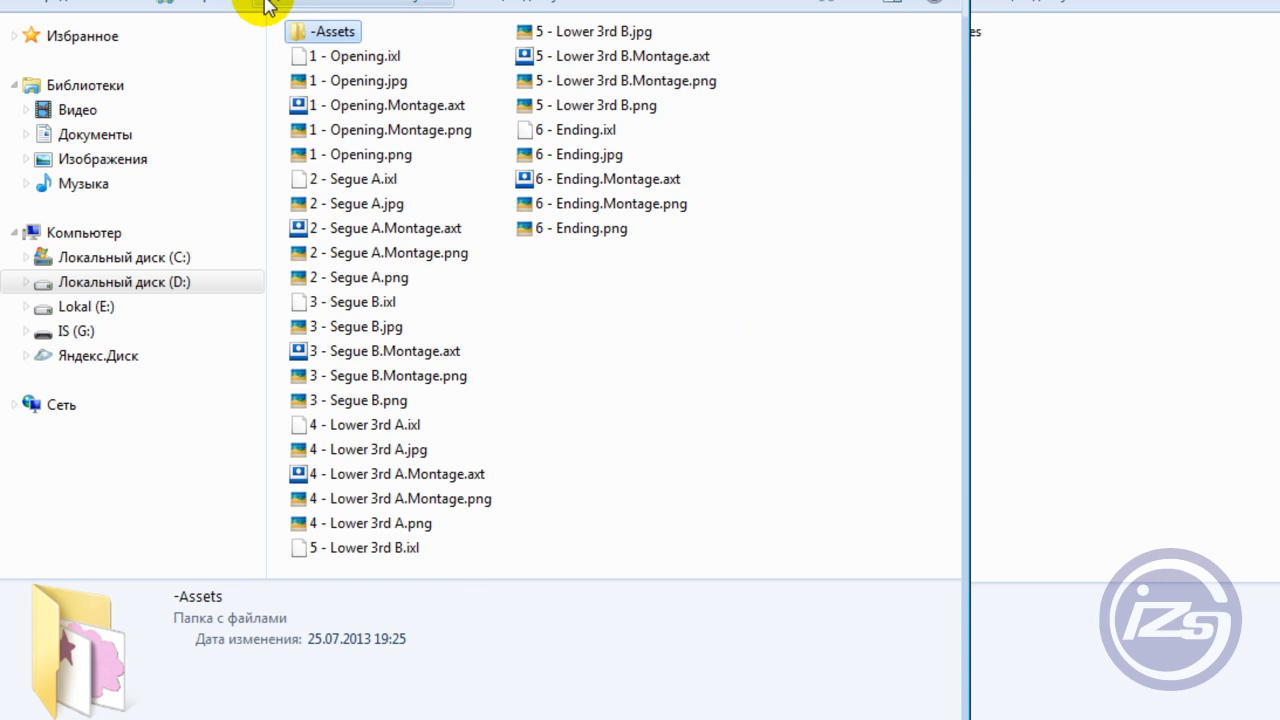 Избранное
Библиотеки
Видео
Документы
Изображения
Музыка
Компьютер
Локальный диск (C:)
Локальный диск (D:)
Lokal (E:)
IS (G:)
Яндекс.Диск
Сеть
-Assets
1 - Opening.ixl
1 - Opening.jpg
1 - Opening.Montage.axt
1 - Opening.Montage.png
1 - Opening.png
2 - Segue A.ixl
2 - Segue A.jpg
2 - Segue A.Montage.axt
2 - Segue A.Montage.png
2 - Segue A.png
3 - Segue B.ixl
3 - Segue B.jpg
3 - Segue B.Montage.axt
3 - Segue B.Montage.png
3 - Segue B.png
4 - Lower 3rd A.ixl
4 - Lower 3rd A.jpg
4 - Lower 3rd A.Montage.axt
4 - Lower 3rd A.Montage.png
4 - Lower 3rd A.png
5 - Lower 3rd B.ixl
5 - Lower 3rd B.jpg
5 - Lower 3rd B.Montage.axt
5 - Lower 3rd B.Montage.png
5 - Lower 3rd B.png
6 - Ending.ixl
6 - Ending.jpg
6 - Ending.Montage.axt
6 - Ending.Montage.png
6 - Ending.png
es
-Assets
Папка с файлами
Дата изменения: 25.07.2013 19:25
iZS